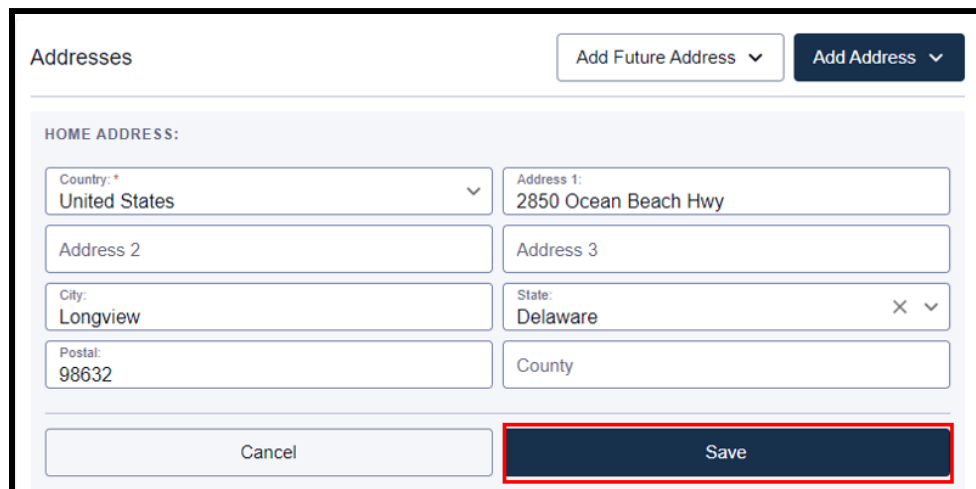 Addresses
Add Future Address
Add Address
HOME ADDRESS:
Country: *
United States
Address 1:
2850 Ocean Beach Hwy
Address 2
Address 3
City:
Longview
State:
Delaware
Postal:
98632
County
Cancel
Save